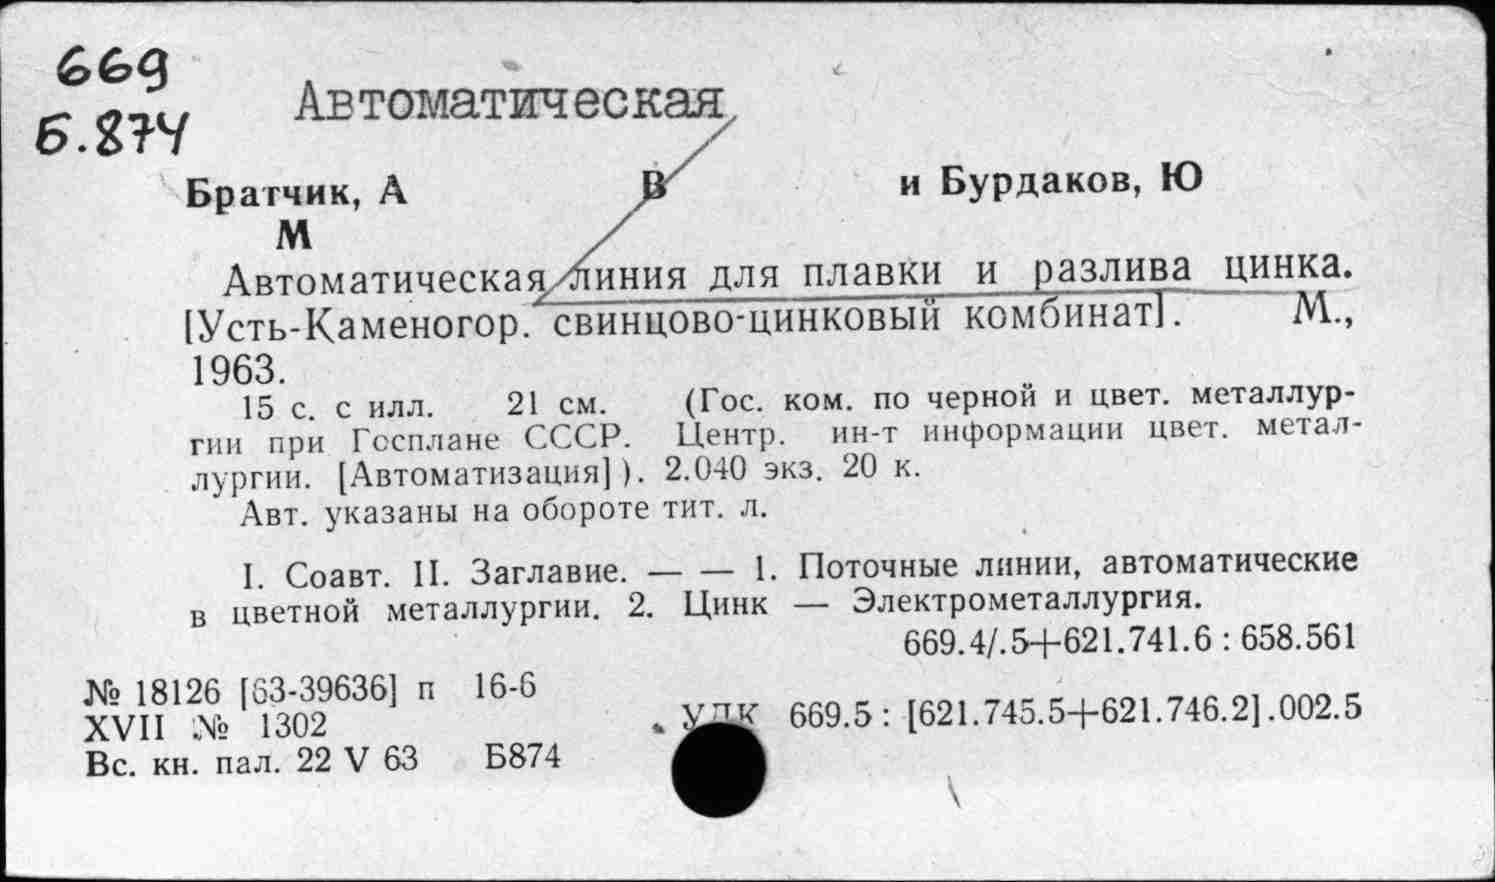 669
Б.874
Автоматическая
Братчик, А В и Бурдаков, Ю
М
Автоматическая линия для плавки и разлива цинка.
[Усть-Каменогор. свинцово-цинковый комбинат]. М.,
1963.
15 с. с илл. 21 см. (Гос. ком. по черной и цвет. металлур-
гии при Госплане СССР. Центр. ин-т информации цвет. метал-
лургии. [Автоматизация]). 2.040 экз. 20 к.
Авт. указаны на обороте тит. л.
I. Соавт. II. Заглавие. — — 1. Поточные линии, автоматические
в цветной металлургии. 2. Цинк — Электрометаллургия.
669.4/.5+621.741.6 : 658.561
№ 18126 [63-39636] п 16-6
XVII № 1302
УДК 669.5 : [621.745.5+621.746.2].002.5
Вс. кн. пал. 22 V 63 Б874